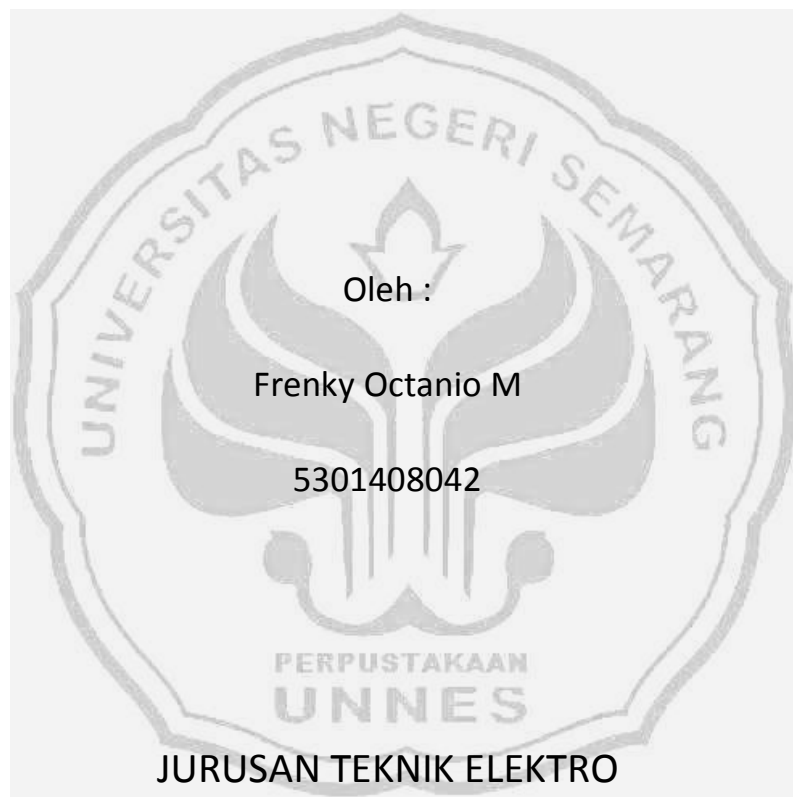 UNIVERSITAS NEGERI SEMARANG
Oleh :
Frenky Octanio M
5301408042
PERPUSTAKAAN
UNNES
JURUSAN TEKNIK ELEKTRO